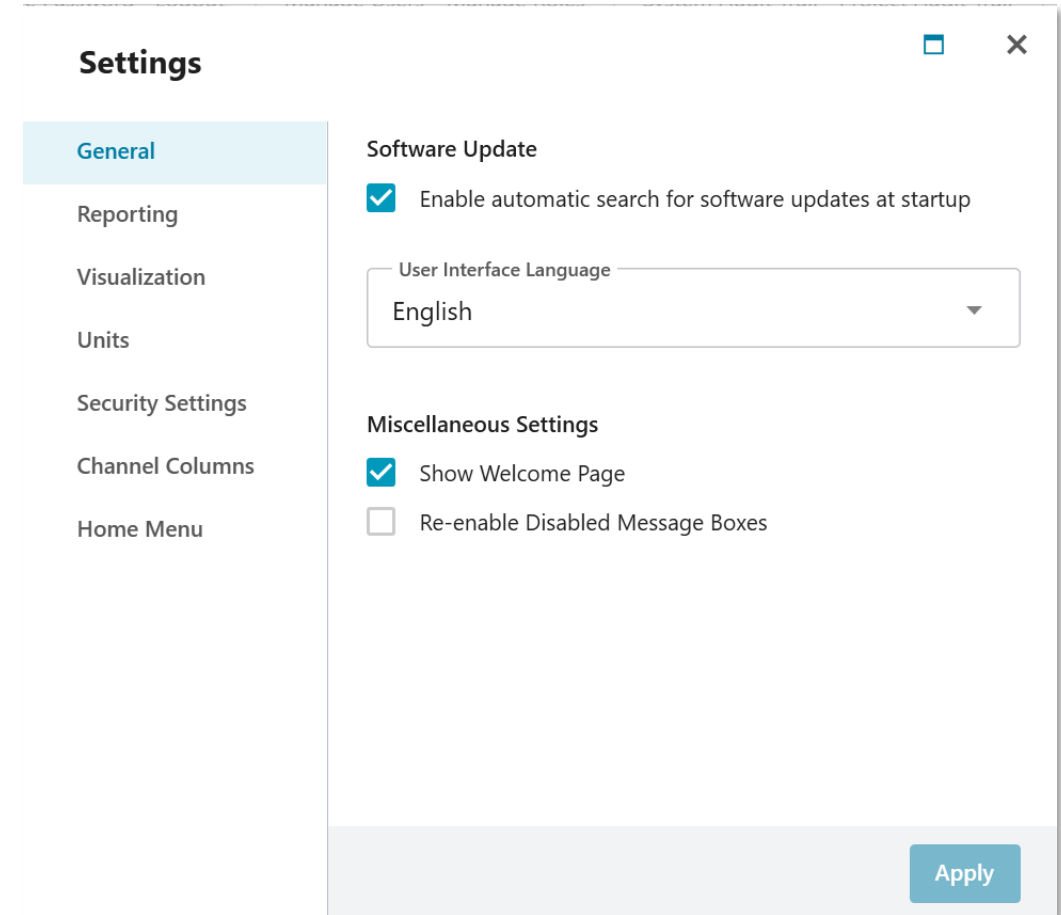 Settings
General
Reporting
Visualization
Units
Security Settings
Channel Columns
Home Menu
Software Update
Enable automatic search for software updates at startup
User Interface Language
English
Miscellaneous Settings
Show Welcome Page
Re-enable Disabled Message Boxes
Apply